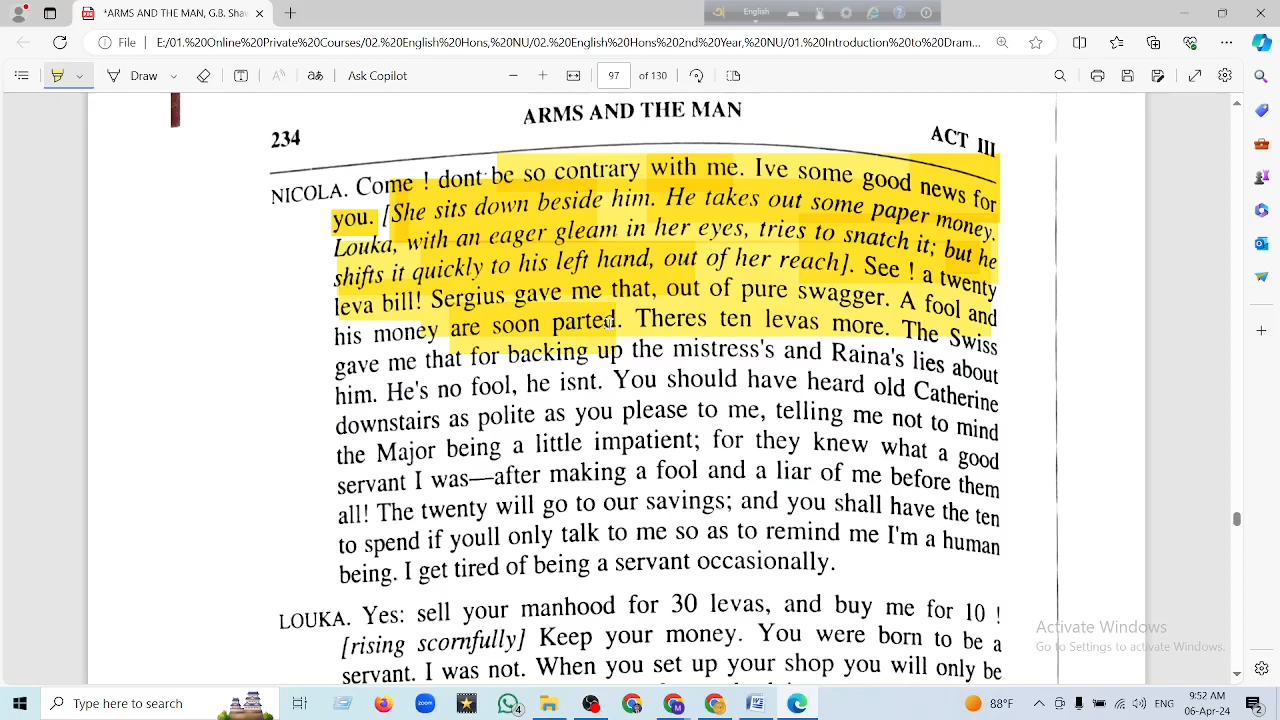 *ARMS AND THE MAN, G.B. Shaw
English
File E:/01.%20Online%20Private%20Courses/English%20Hons,%20NU/02.%20Hons,%202nd%20Year,%20NU/01.Introduction%20Dram...
Draw
Ask Copilot
97 of 130
ARMS AND THE MAN
234
ACT III
NICOLA. Come ! dont be so contrary with me. Ive some good news for
you. [She sits down beside him. He takes out some paper money.
Louka, with an eager gleam in her eyes, tries to snatch it; but he
shifts it quickly to his left hand, out of her reach]. See ! a twenty
leva bill! Sergius gave me that, out of pure swagger. A fool and
his money are soon parted. Theres ten levas more. The Swiss
gave me that for backing up the mistress's and Raina's lies about
him. He's no fool, he isnt. You should have heard old Catherine
downstairs as polite as you please to me, telling me not to mind
the Major being a little impatient; for they knew what a good
servant I was—after making a fool and a liar of me before them
all! The twenty will go to our savings; and you shall have the ten
to spend if youll only talk to me so as to remind me I'm a human
being. I get tired of being a servant occasionally.
LOUKA. Yes: sell your manhood for 30 levas, and buy me for 10 !
[rising scornfully] Keep your money. You were born to be a
servant. I was not. When you set up your shop you will only be
Activate Windows
Go to Settings to activate Windows.
Type here to search
zoom
4
88°F
ENG
9:52 AM
06-Apr-24
2